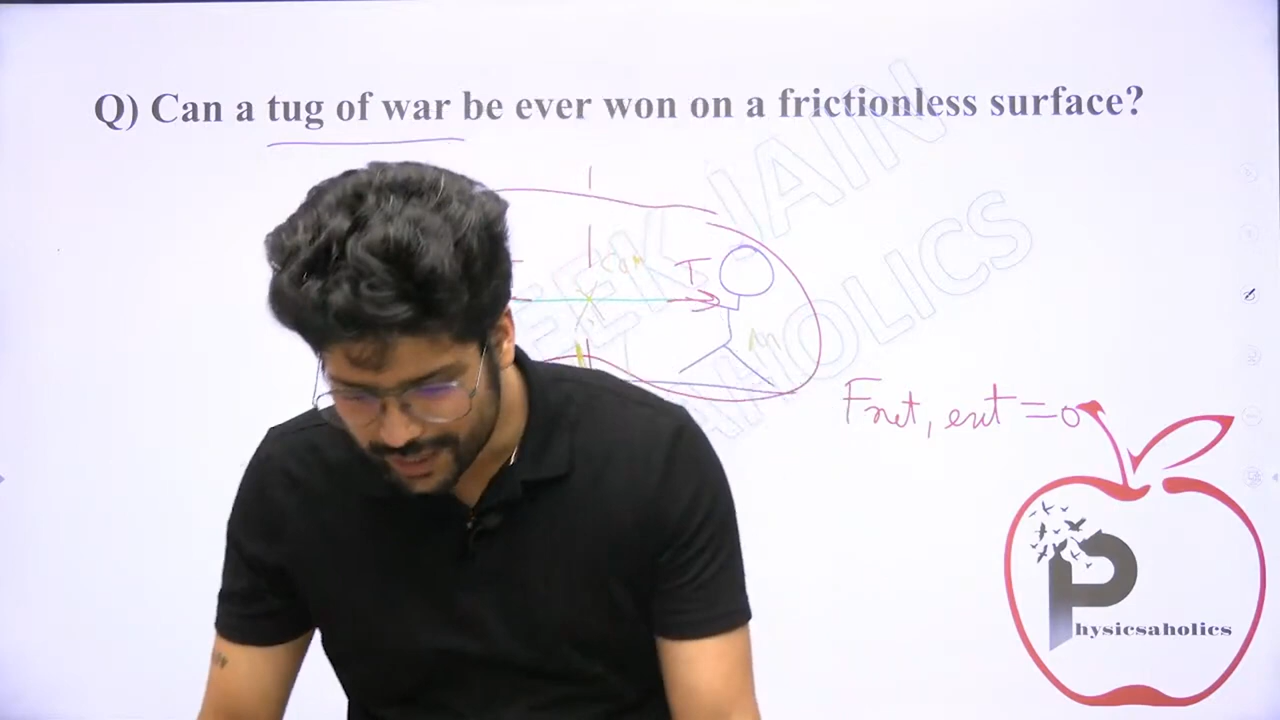 Q) Can a tug of war be ever won on a frictionless surface?
T
Fnet, ext = 0
Physicsaholics